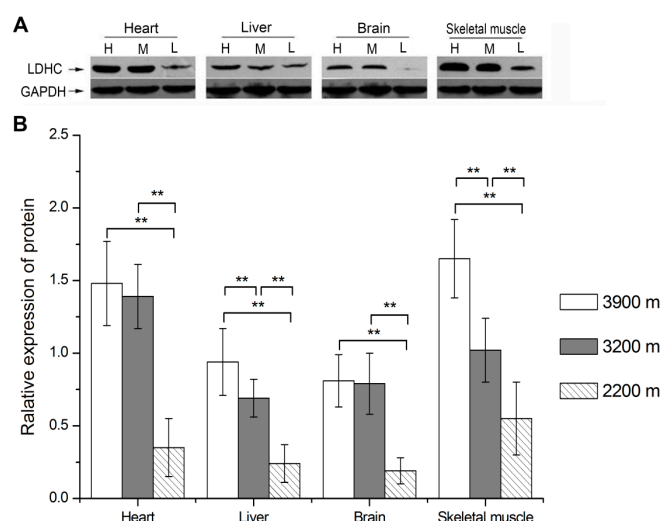 A
Heart Liver Brain Skeletal muscle
H M L H M L H M L H M L
LDHC
GAPDH
B
2.5
** ** **
2.0
** **
** **
1.5
** **
**
**
1.0
0.5
0.0
Ralative expression of protein
Heart Liver Brain Skeletal muscle
3900 m
3200 m
2200 m